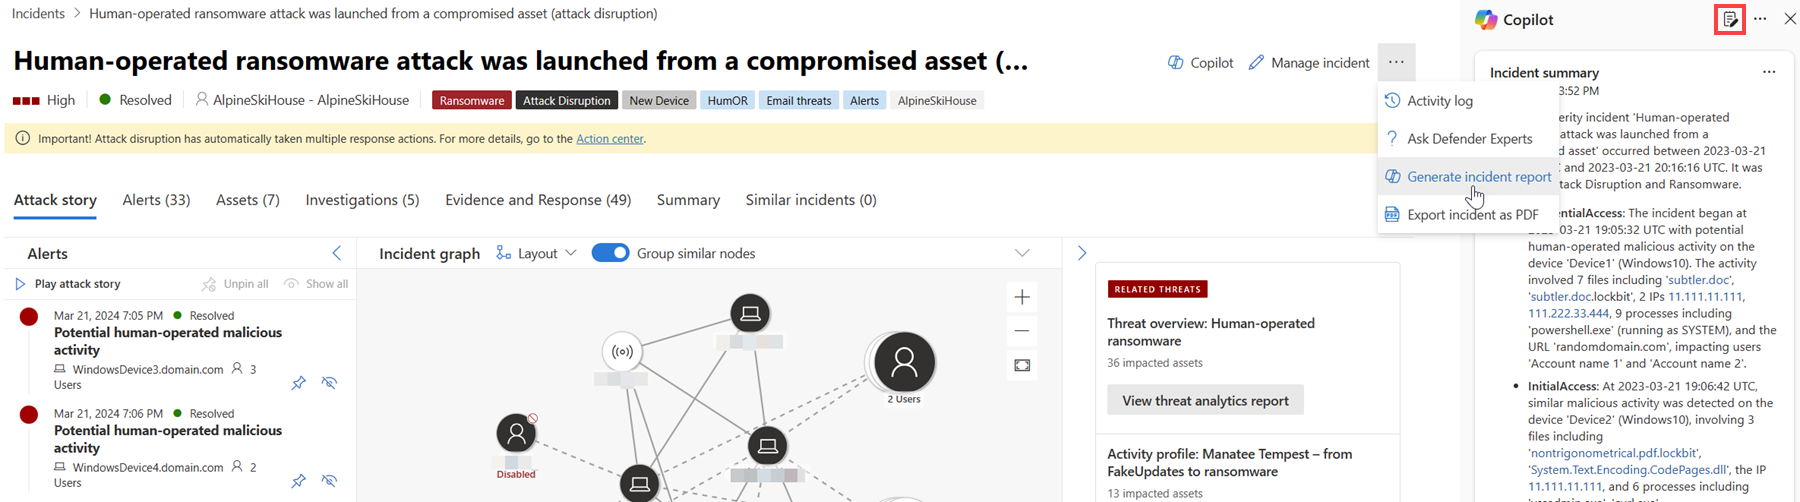 Incidents > Human-operated ransomware attack was launched from a compromised asset (attack disruption)
Human-operated ransomware attack was launched from a compromised asset (...
Copilot
Manage incident
...
High
Resolved
AlpineSkiHouse - AlpineSkiHouse
Ransomware
Attack Disruption
New Device
HumOR
Email threats
Alerts
AlpineSkiHouse
Important! Attack disruption has automatically taken multiple response actions. For more details, go to the Action center.
Activity log
Ask Defender Experts
Generate incident report
Export incident as PDF
Attack story
Alerts (33)
Assets (7)
Investigations (5)
Evidence and Response (49)
Summary
Similar incidents (0)
Alerts
Play attack story
Unpin all
Show all
Mar 21, 2024 7:05 PM
Resolved
Potential human-operated malicious
activity
WindowsDevice3.domain.com
3
Users
Mar 21, 2024 7:06 PM
Resolved
Potential human-operated malicious
activity
WindowsDevice4.domain.com
2
Users
Incident graph
Layout
Group similar nodes
2 Users
Disabled
RELATED THREATS
Threat overview: Human-operated
ransomware
36 impacted assets
View threat analytics report
Activity profile: Manatee Tempest – from
FakeUpdates to ransomware
13 impacted assets
Copilot
Incident summary
3:52 PM
erity incident 'Human-operated
attack was launched from a
d asset' occurred between 2023-03-21
C and 2023-03-21 20:16:16 UTC. It was
ttack Disruption and Ransomware.
entialAccess: The incident began at
2023-03-21 19:05:32 UTC with potential
human-operated malicious activity on the
device 'Device1' (Windows10). The activity
involved 7 files including 'subtler.doc',
'subtler.doc.lockbit', 2 IPs 11.111.11.111,
111.222.33.444, 9 processes including
'powershell.exe' (running as SYSTEM), and the
URL 'randomdomain.com', impacting users
'Account name 1' and 'Account name 2'.
• InitialAccess: At 2023-03-21 19:06:42 UTC,
similar malicious activity was detected on the
device 'Device2' (Windows10), involving 3
files including
'nontrigonometrical.pdf.lockbit',
'System.Text.Encoding.CodePages.dll', the IP
11.111.11.111, and 6 processes including